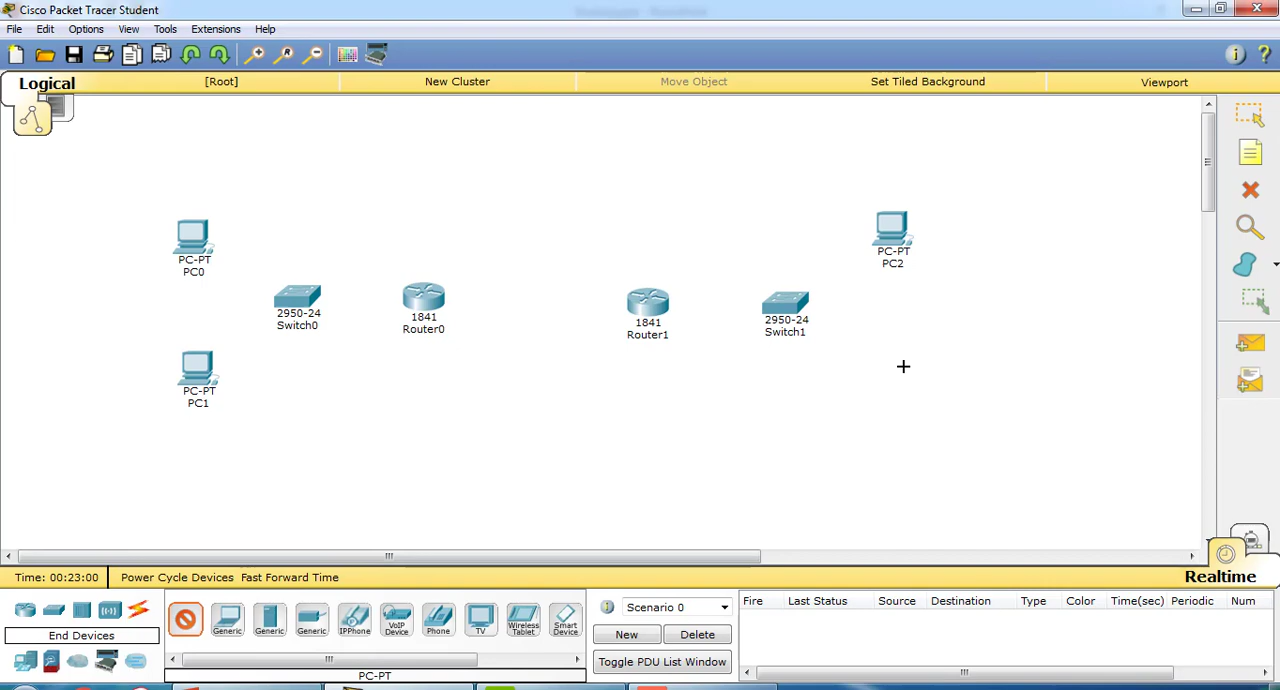 Cisco Packet Tracer Student
File Edit Options View Tools Extensions Help
Logical [Root] New Cluster Move Object Set Tiled Background Viewport
PC-PT
PC0
2950-24
Switch0
1841
Router0
PC-PT
PC1
1841
Router1
2950-24
Switch1
PC-PT
PC2
Realtime
Time: 00:23:00 Power Cycle Devices Fast Forward Time
End Devices
Generic Generic Generic IPPhone VoIP Device Phone TV Wireless Tablet Smart Device
PC-PT
Scenario 0
New Delete
Toggle PDU List Window
Fire Last Status Source Destination Type Color Time(sec) Periodic Num